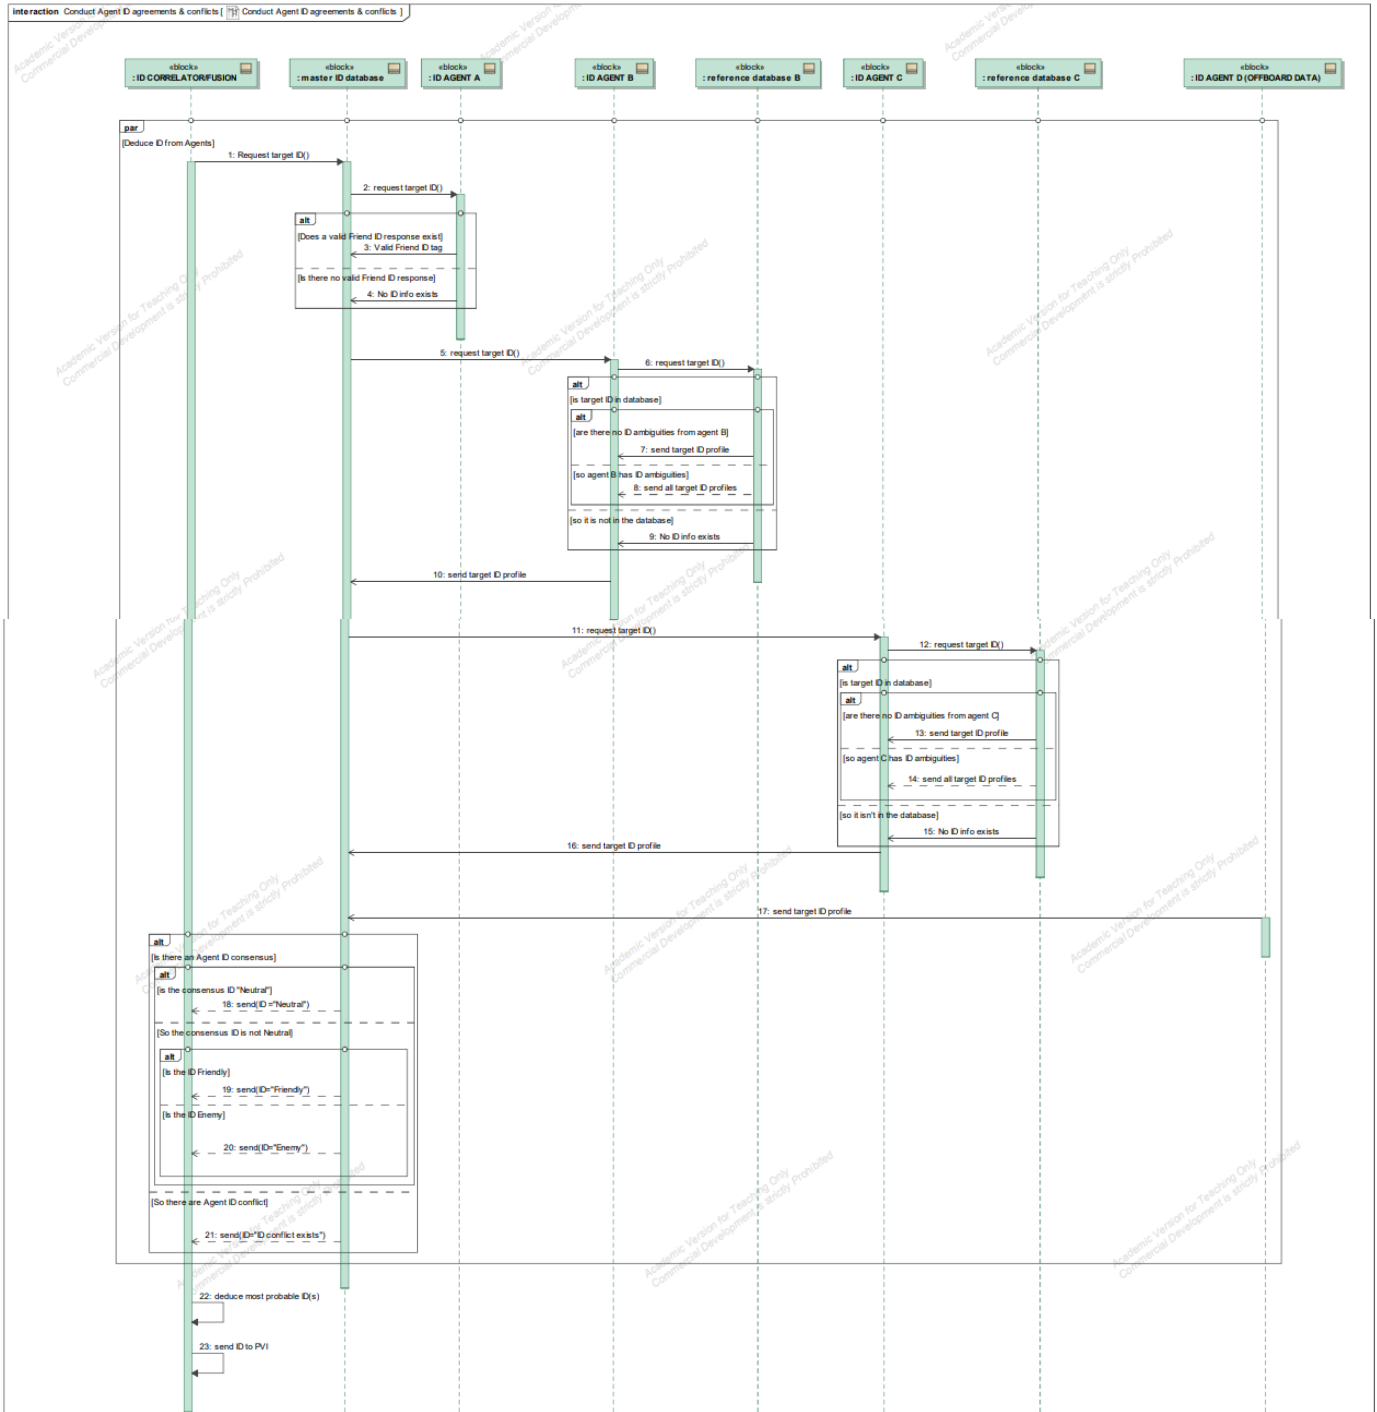 interaction Conduct Agent ID agreements & conflicts [ Conduct Agent ID agreements & conflicts ]
«block»
: ID CORRELATOR/FUSION
«block»
: master ID database
«block»
: ID AGENT A
«block»
: ID AGENT B
«block»
: reference database B
«block»
: ID AGENT C
«block»
: reference database C
«block»
: ID AGENT D (OFFBOARD DATA)
par
[Deduce ID from Agents]
1: Request target ID()
2: request target ID()
alt
[Does a valid Friend ID response exist]
3: Valid Friend ID tag
[Is there no valid Friend ID response]
4: No ID info exists
5: request target ID()
6: request target ID()
alt
[is target ID in database]
alt
[are there no ID ambiguities from agent B]
7: send target ID profile
[so agent B has ID ambiguities]
8: send all target ID profiles
[so it is not in the database]
9: No ID info exists
10: send target ID profile
11: request target ID()
12: request target ID()
alt
[is target ID in database]
alt
[are there no ID ambiguities from agent C]
13: send target ID profile
[so agent C has ID ambiguities]
14: send all target ID profiles
[so it isn't in the database]
15: No ID info exists
16: send target ID profile
17: send target ID profile
alt
[Is there an Agent ID consensus]
alt
[is the consensus ID "Neutral"]
18: send(ID ="Neutral")
[So the consensus ID is not Neutral]
alt
[Is the ID Friendly]
19: send(ID="Friendly")
[Is the ID Enemy]
20: send(ID="Enemy")
[So there are Agent ID conflict]
21: send(ID="ID conflict exists")
22: deduce most probable ID(s)
23: send ID to PVI
Academic Version for Teaching Only
Commercial Development is strictly Prohibited